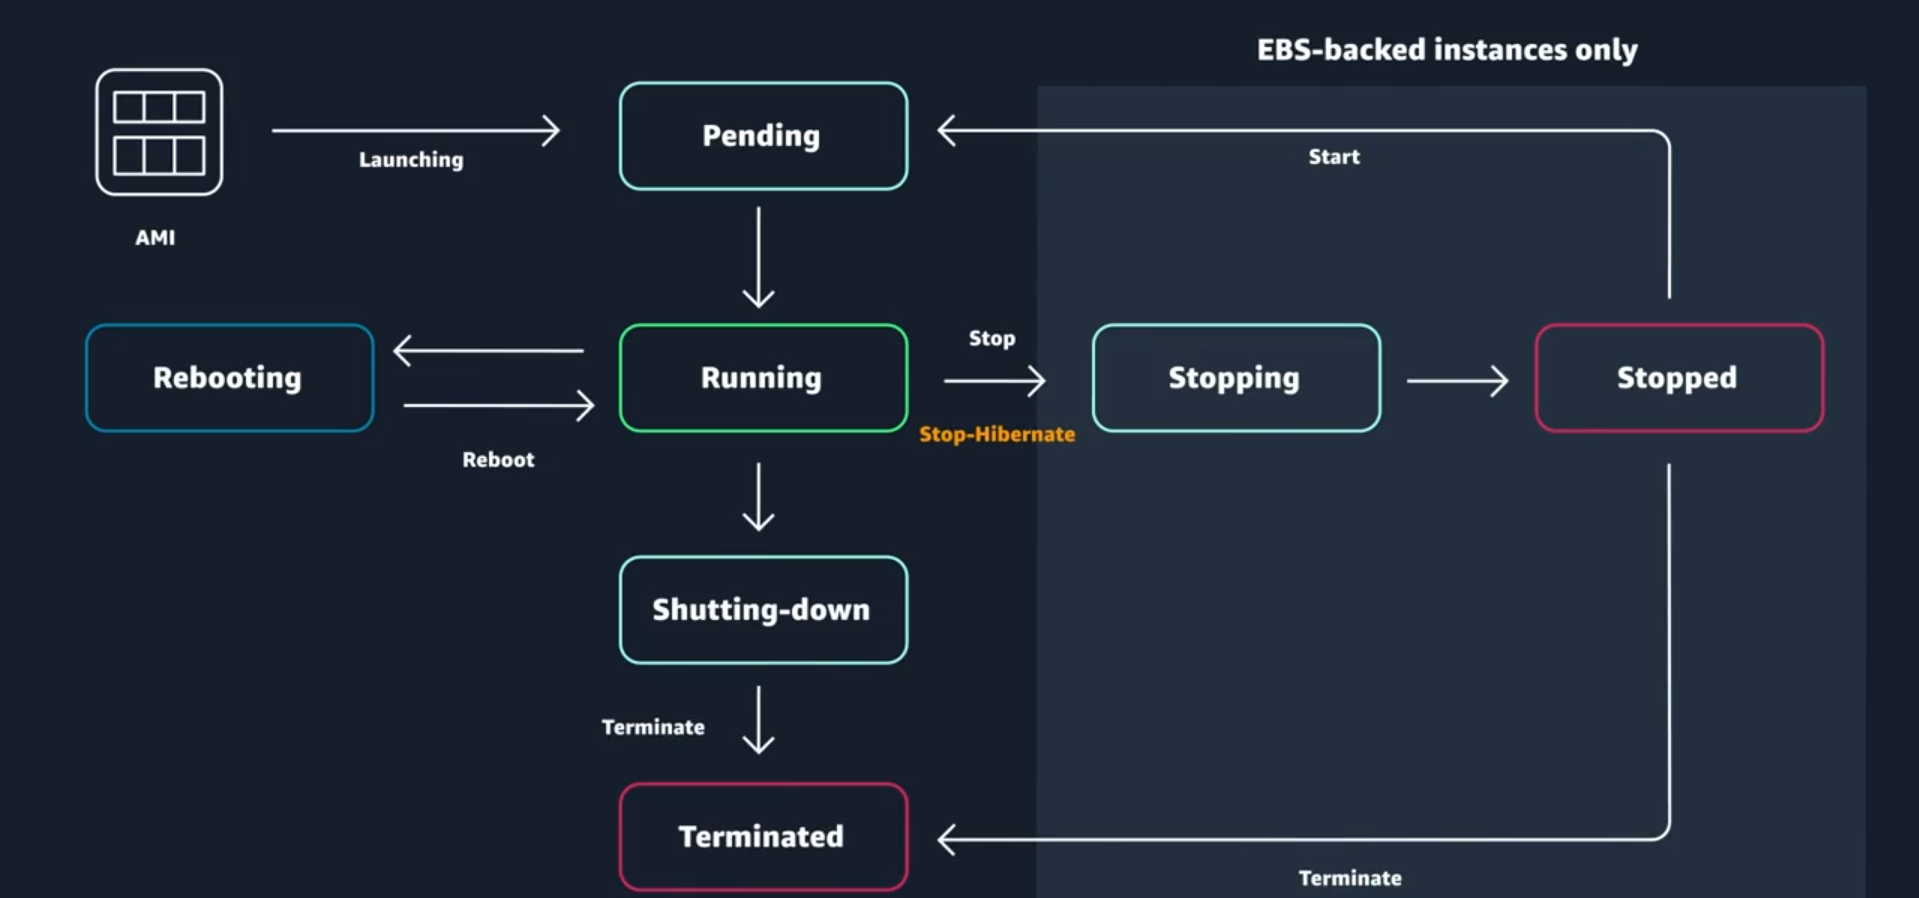 EBS-backed instances only
Pending
Launching
Start
AMI
Rebooting
Running
Stop
Stopping
Stopped
Stop-Hibernate
Reboot
Shutting-down
Terminate
Terminated
Terminate